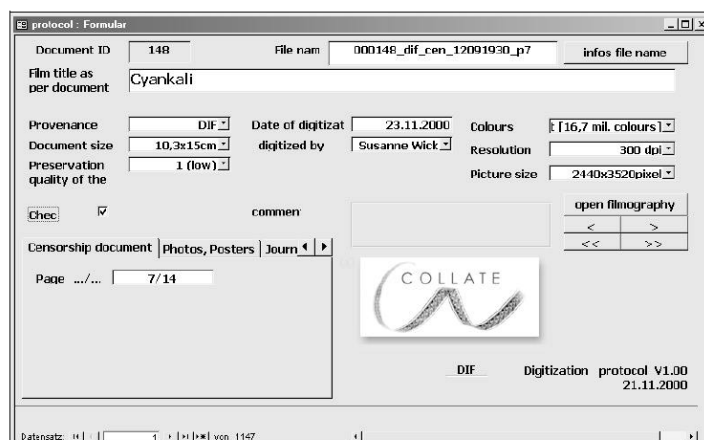 protocol : Formular
Document ID 148 File nam 000148_dif_cen_12091930_p7 infos file name
Film title as
per document Cyankali
Provenance DIF Date of digitizat 23.11.2000 Colours t [16,7 mil. colours]
Document size 10,3x15cm digitized by Susanne Wick Resolution 300 dpi
Preservation
quality of the 1 (low) Picture size 2440x3520pixel
open filmography
Chec commen
< >
<< >>
Censorship document Photos, Posters Journ
Page .../... 7/14
COLLATE
DIF Digitization protocol V1.00
21.11.2000
Datensatz: 1 von 1147